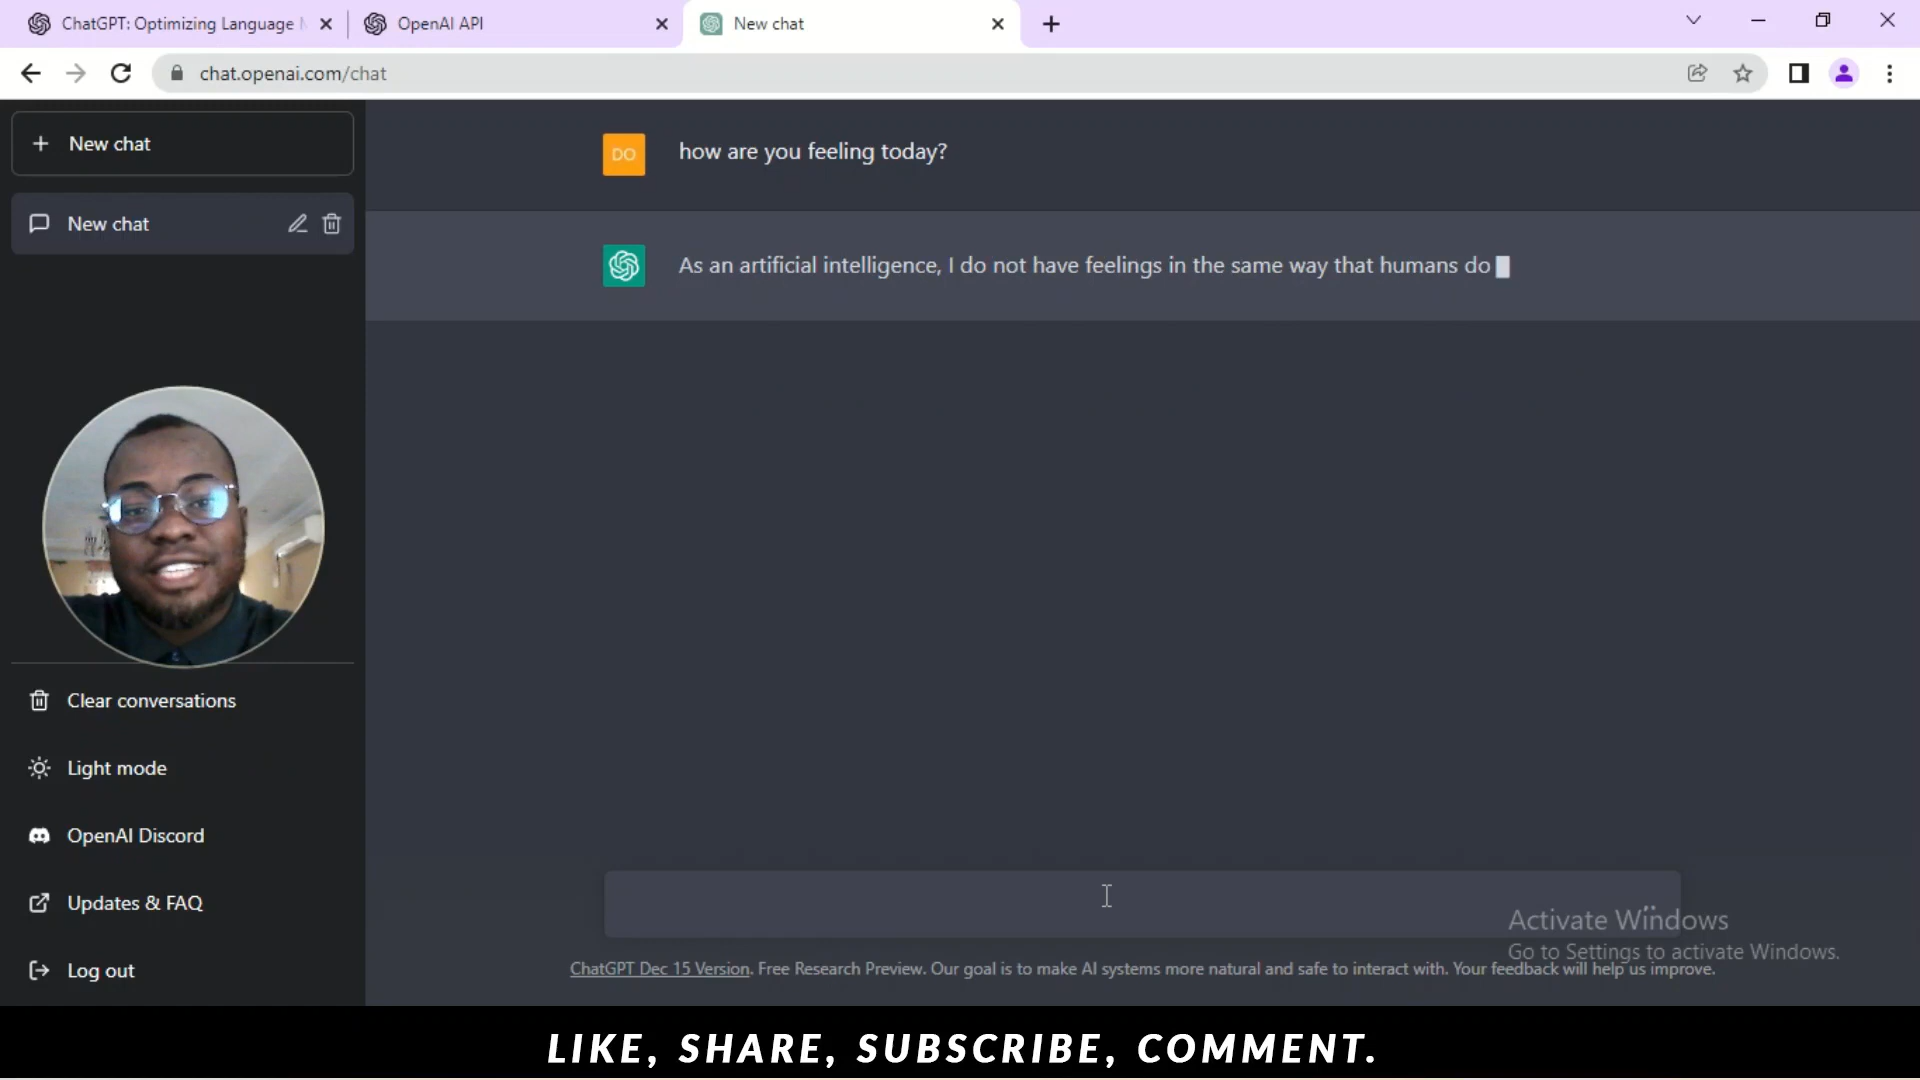 ChatGPT: Optimizing Language
OpenAI API
New chat
chat.openai.com/chat
New chat
New chat
DO
how are you feeling today?
As an artificial intelligence, I do not have feelings in the same way that humans do
Clear conversations
Light mode
OpenAI Discord
Updates & FAQ
Log out
Activate Windows
Go to Settings to activate Windows.
ChatGPT Dec 15 Version. Free Research Preview. Our goal is to make AI systems more natural and safe to interact with. Your feedback will help us improve.
LIKE, SHARE, SUBSCRIBE, COMMENT.